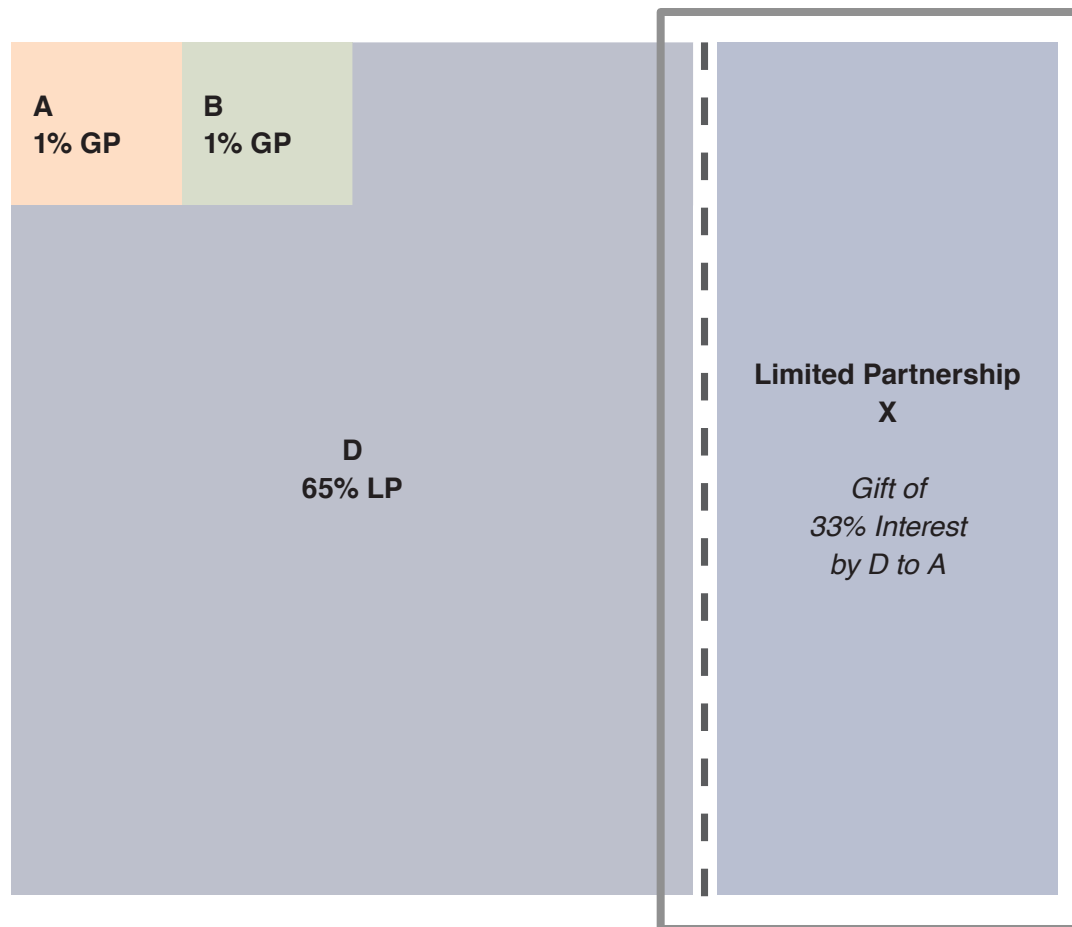 A
1% GP
B
1% GP
D
65% LP
Limited Partnership
X
Gift of
33% Interest
by D to A